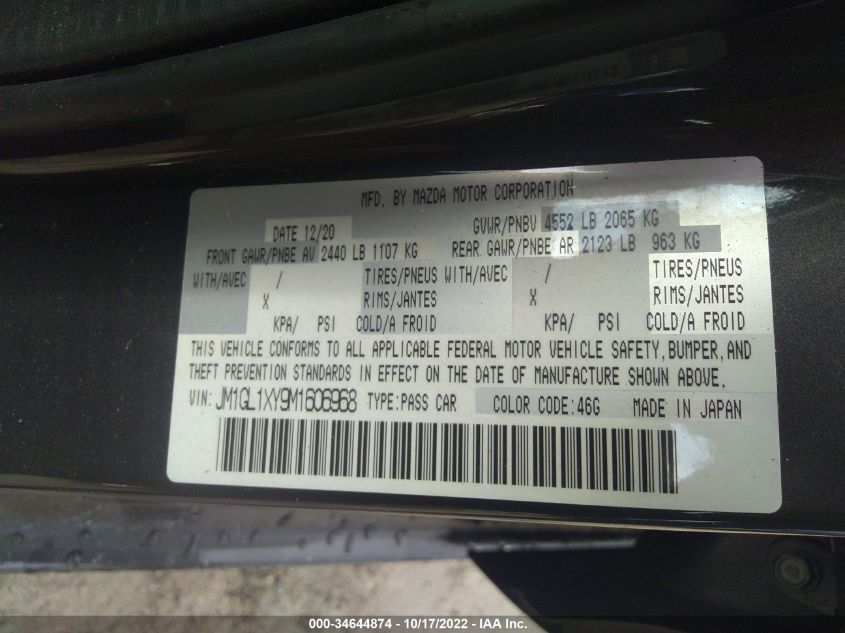 MFD. BY MAZDA MOTOR CORPORATION
DATE 12/20 GVWR/PNBV 4552 LB 2065 KG
FRONT GAWR/PNBE AV 2440 LB 1107 KG REAR GAWR/PNBE AR 2123 LB 963 KG
WITH/AVEC / TIRES/PNEUS WITH/AVEC / TIRES/PNEUS
X RIMS/JANTES X RIMS/JANTES
KPA/ PSI COLD/A FROID KPA/ PSI COLD/A FROID
THIS VEHICLE CONFORMS TO ALL APPLICABLE FEDERAL MOTOR VEHICLE SAFETY, BUMPER, AND
THEFT PREVENTION STANDARDS IN EFFECT ON THE DATE OF MANUFACTURE SHOWN ABOVE.
VIN: JM1GL1XY9M1606968 TYPE: PASS CAR COLOR CODE: 46G MADE IN JAPAN
000-34644874 - 10/17/2022 - IAA Inc.